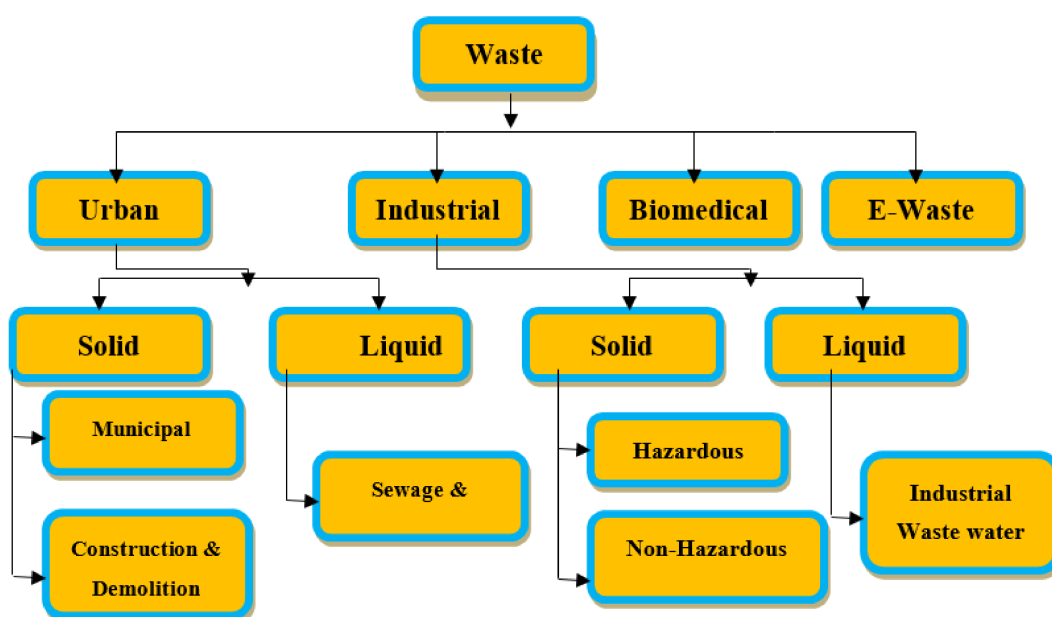 Waste
Urban
Industrial
Biomedical
E-Waste
Solid
Liquid
Solid
Liquid
Municipal
Construction &
Demolition
Sewage &
Hazardous
Non-Hazardous
Industrial
Waste water